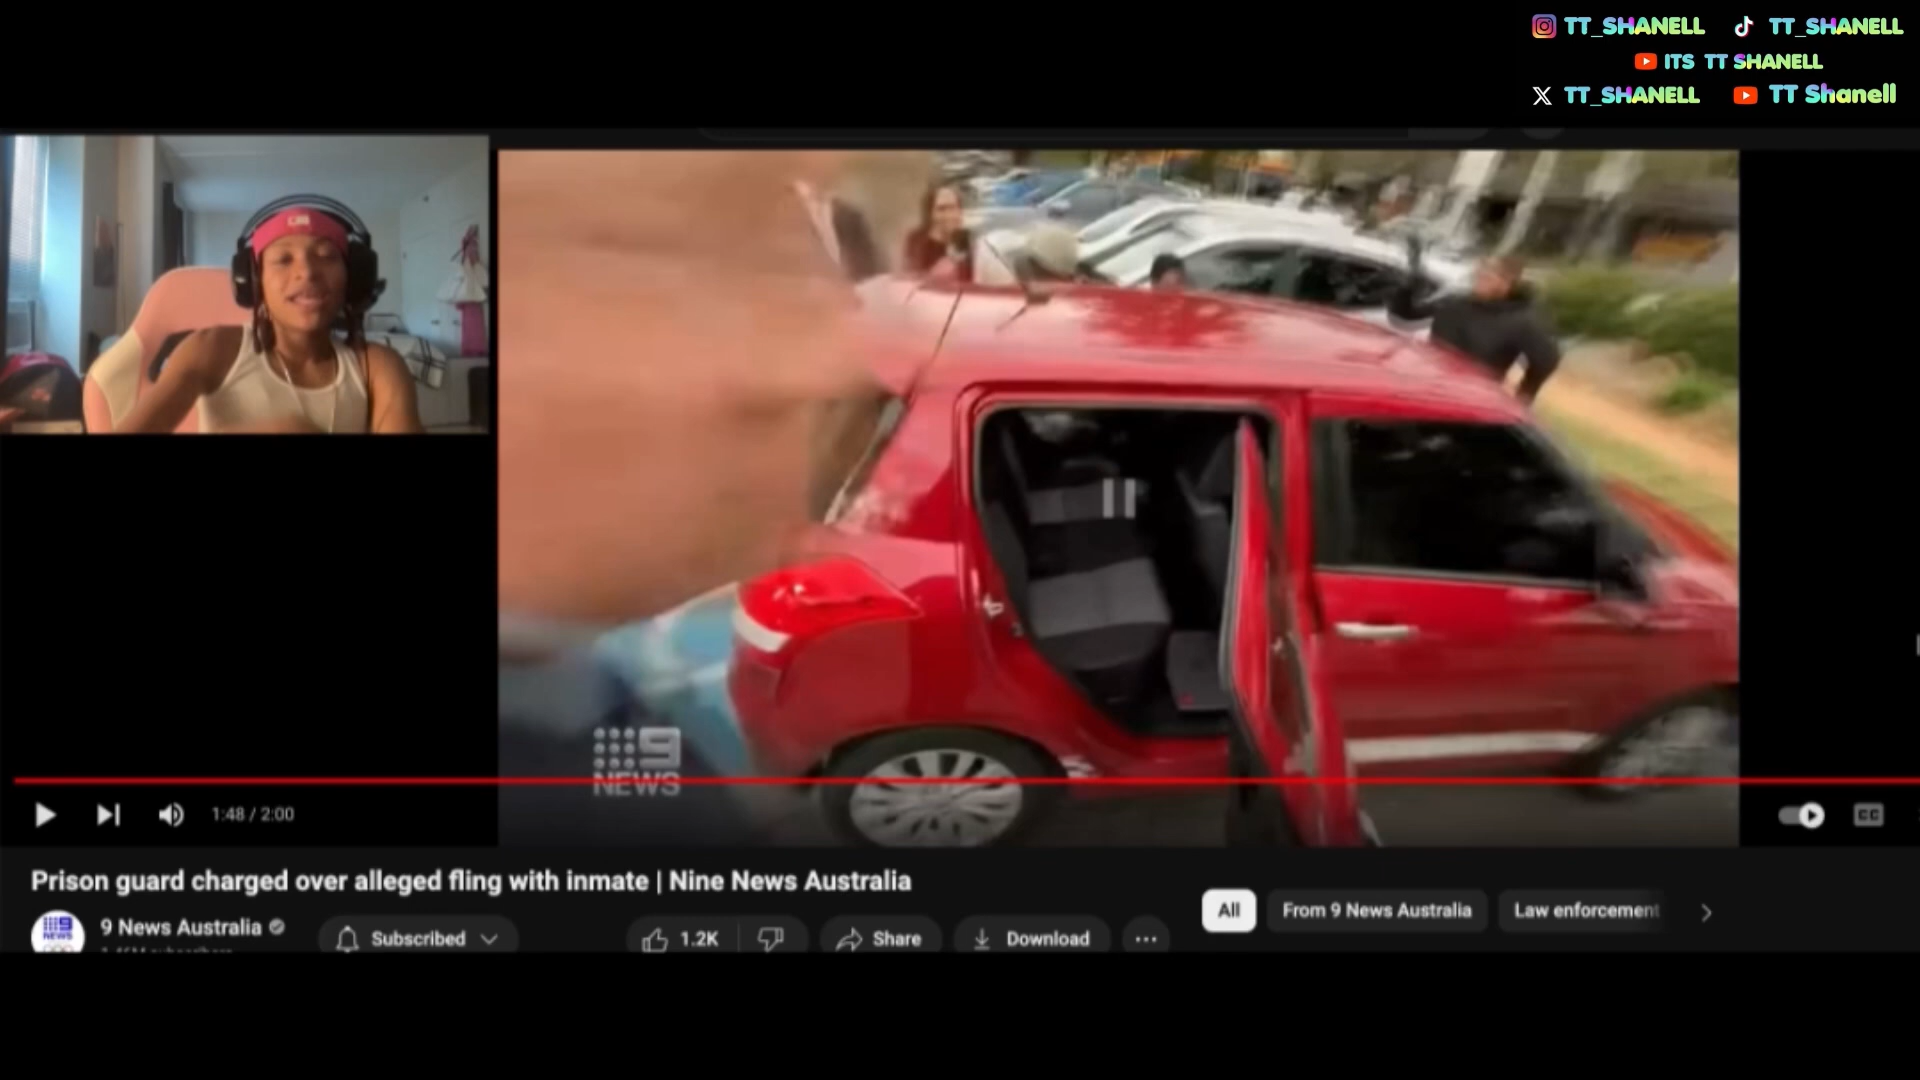 TT_SHANELL TT_SHANELL
ITS TT SHANELL
TT_SHANELL TT Shanell
9
NEWS
1:48 / 2:00
CC
Prison guard charged over alleged fling with inmate | Nine News Australia
9 News Australia
Subscribed
1.2K
Share
Download
All
From 9 News Australia
Law enforcement